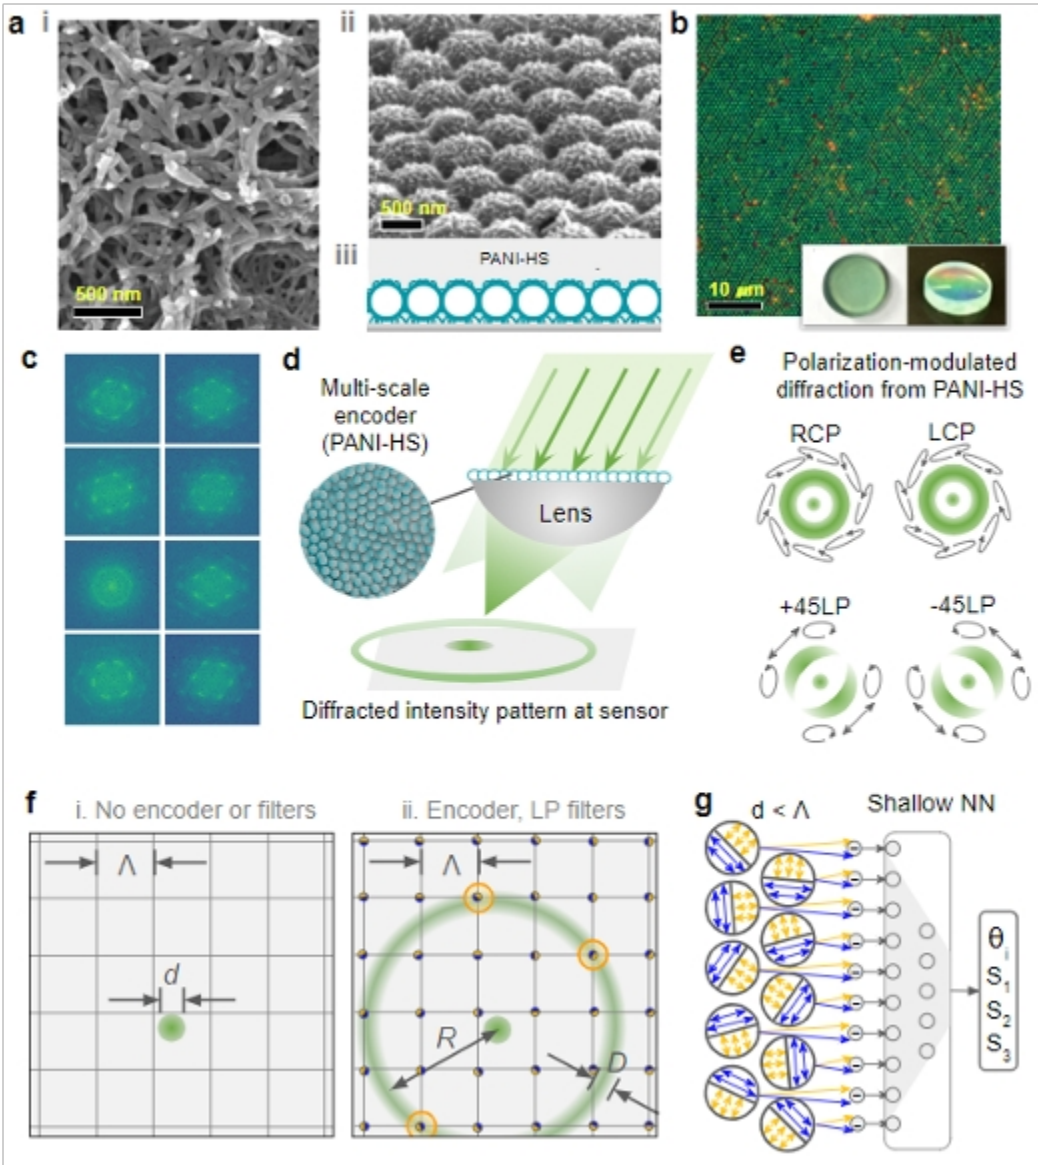 a i
500 nm
ii
500 nm
iii
PANI-HS
b
10 μm
c
d
Multi-scale
encoder
(PANI-HS)
Lens
Diffracted intensity pattern at sensor
e
Polarization-modulated
diffraction from PANI-HS
RCP LCP
+45LP -45LP
f
i. No encoder or filters
Λ
d
ii. Encoder, LP filters
Λ
R
D
g
d < Λ
Shallow NN
θi
S1
S2
S3